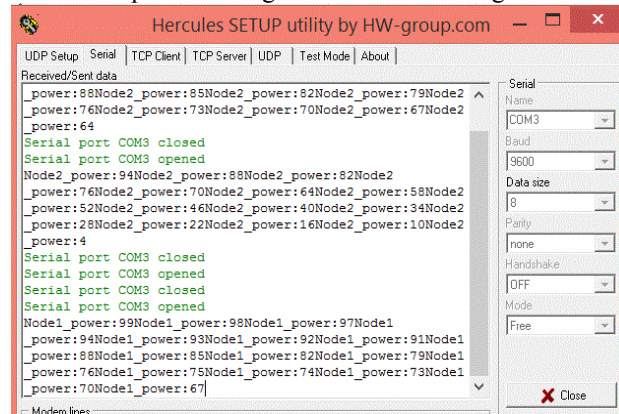 Hercules SETUP utility by HW-group.com
UDP Setup Serial TCP Client TCP Server UDP Test Mode About
Received/Sent data
_power:88Node2_power:85Node2_power:82Node2_power:79Node2
_power:76Node2_power:73Node2_power:70Node2_power:67Node2
_power:64
Serial port COM3 closed
Serial port COM3 opened
Node2_power:94Node2_power:88Node2_power:82Node2
_power:76Node2_power:70Node2_power:64Node2_power:58Node2
_power:52Node2_power:46Node2_power:40Node2_power:34Node2
_power:28Node2_power:22Node2_power:16Node2_power:10Node2
_power:4
Serial port COM3 closed
Serial port COM3 opened
Serial port COM3 closed
Serial port COM3 opened
Node1_power:99Node1_power:98Node1_power:97Node1
_power:94Node1_power:93Node1_power:92Node1_power:91Node1
_power:88Node1_power:85Node1_power:82Node1_power:79Node1
_power:76Node1_power:75Node1_power:74Node1_power:73Node1
_power:70Node1_power:67
Modem lines
Serial
Name
COM3
Baud
9600
Data size
8
Parity
none
Handshake
OFF
Mode
Free
Close